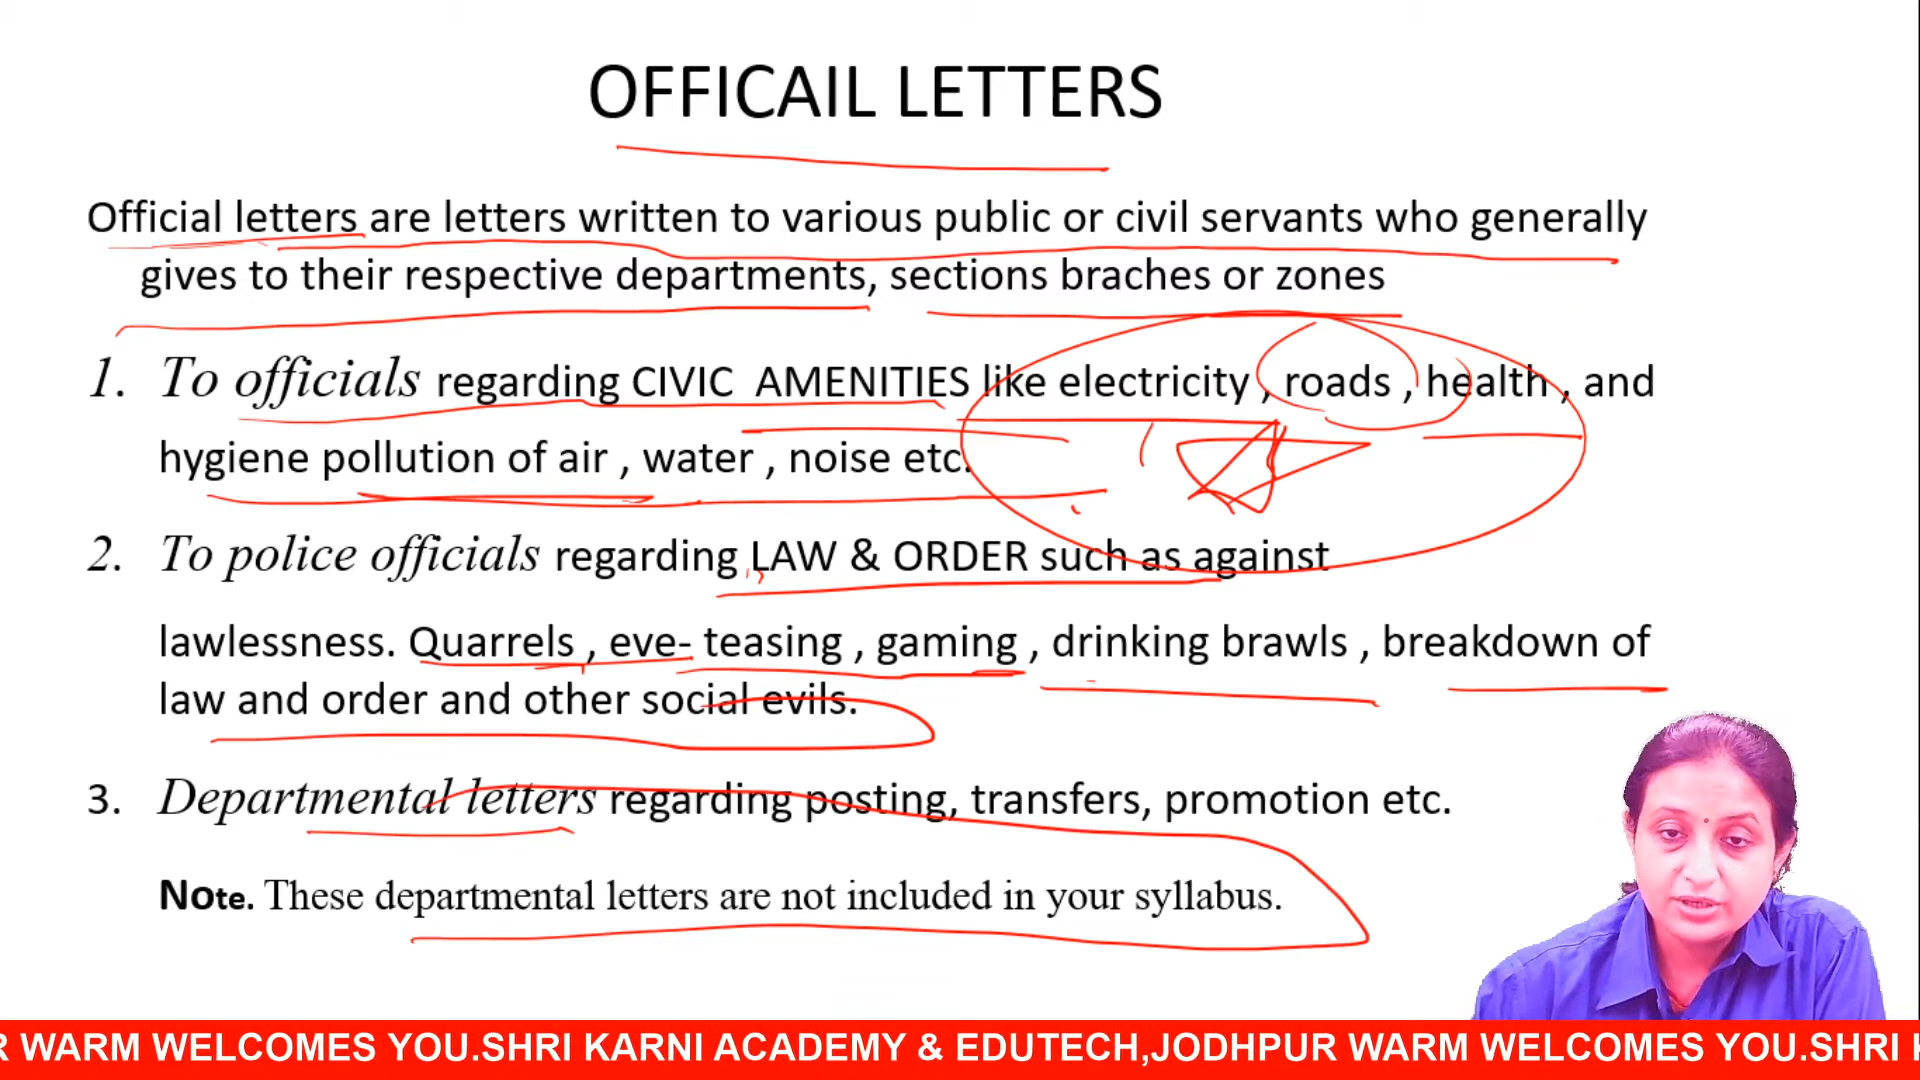 OFFICAIL LETTERS
Official letters are letters written to various public or civil servants who generally
gives to their respective departments, sections braches or zones
1. To officials regarding CIVIC AMENITIES like electricity , roads , health , and
hygiene pollution of air , water , noise etc.
2. To police officials regarding LAW & ORDER such as against
lawlessness. Quarrels , eve- teasing , gaming , drinking brawls , breakdown of
law and order and other social evils.
3. Departmental letters regarding posting, transfers, promotion etc.
Note. These departmental letters are not included in your syllabus.
R WARM WELCOMES YOU.SHRI KARNI ACADEMY & EDUTECH,JODHPUR WARM WELCOMES YOU.SHRI K